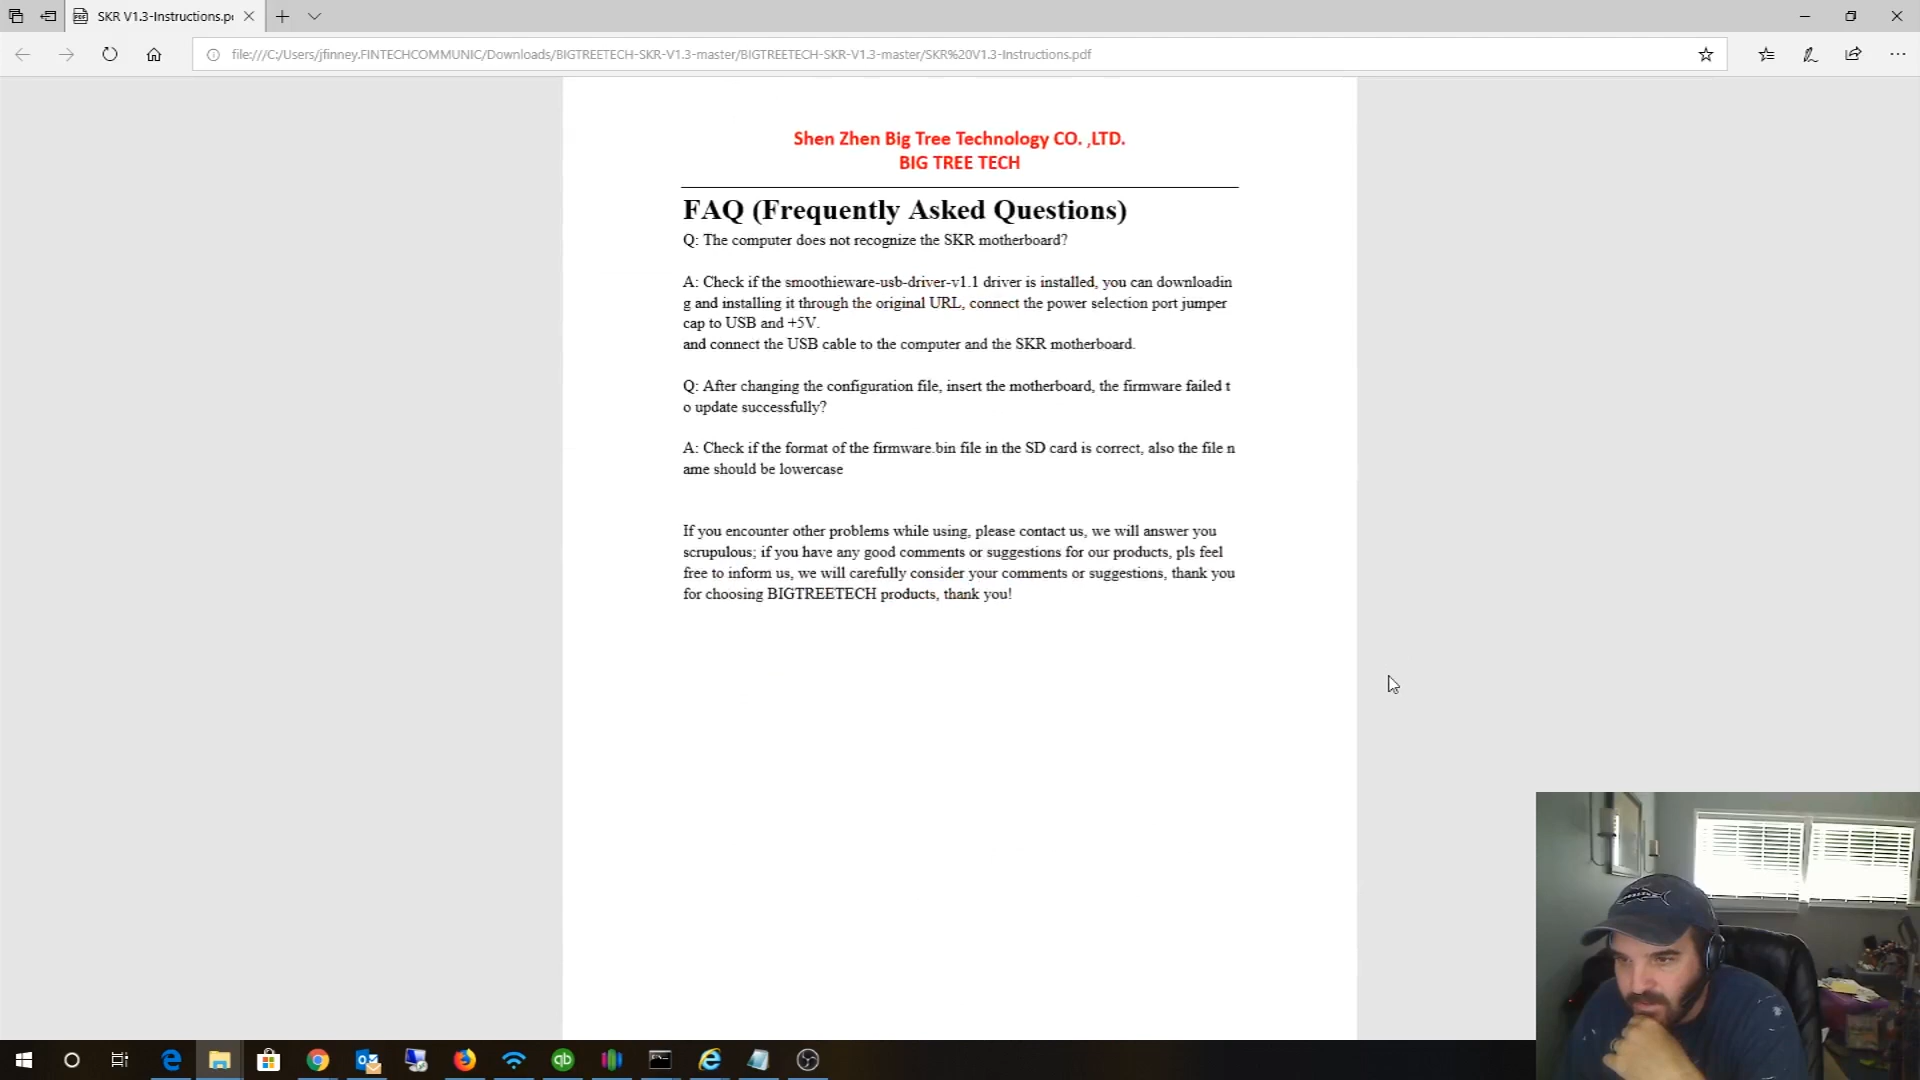 SKR V1.3-Instructions.p
file:///C:/Users/jfinney.FINTECHCOMMUNIC/Downloads/BIGTREETECH-SKR-V1.3-master/BIGTREETECH-SKR-V1.3-master/SKR%20V1.3-Instructions.pdf
Shen Zhen Big Tree Technology CO. ,LTD.
BIG TREE TECH
FAQ (Frequently Asked Questions)
Q: The computer does not recognize the SKR motherboard?
A: Check if the smoothieware-usb-driver-v1.1 driver is installed, you can downloadin
g and installing it through the original URL, connect the power selection port jumper
cap to USB and +5V.
and connect the USB cable to the computer and the SKR motherboard.
Q: After changing the configuration file, insert the motherboard, the firmware failed t
o update successfully?
A: Check if the format of the firmware.bin file in the SD card is correct, also the file n
ame should be lowercase
If you encounter other problems while using, please contact us, we will answer you
scrupulous; if you have any good comments or suggestions for our products, pls feel
free to inform us, we will carefully consider your comments or suggestions, thank you
for choosing BIGTREETECH products, thank you!